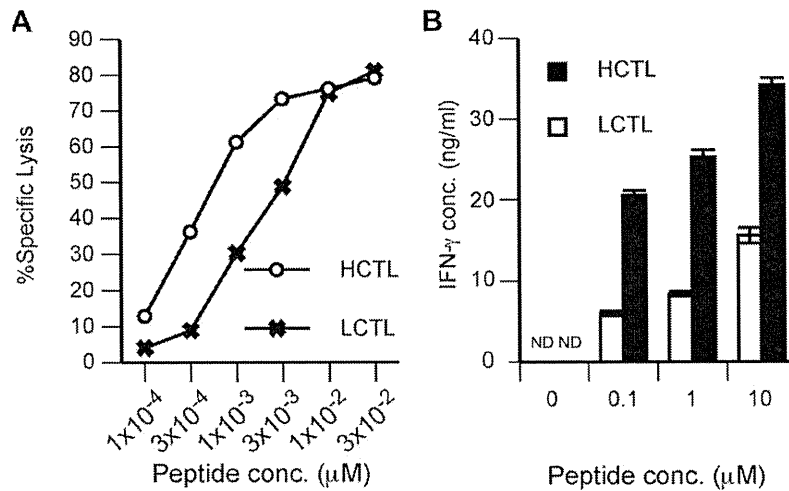 A
90
80
70
60
50
40
30
20
10
0
%Specific Lysis
HCTL
LCTL
1x10-4
3x10-4
1x10-3
3x10-3
1x10-2
3x10-2
Peptide conc. (μM)
B
40
30
20
10
0
IFN-γ conc. (ng/ml)
HCTL
LCTL
ND ND
0
0.1
1
10
Peptide conc. (μM)